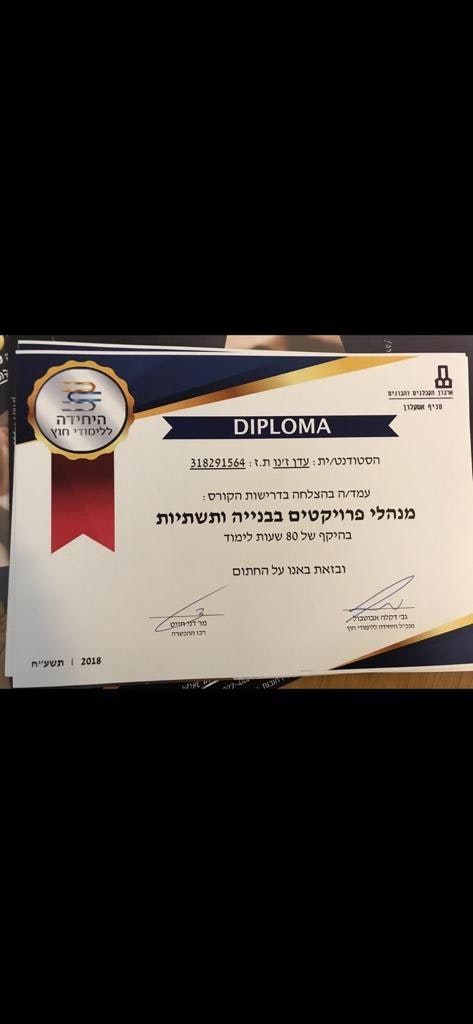 ארגון הקבלנים והבונים
סניף אשקלון
היחידה
ללימודי חוץ
DIPLOMA
הסטודנט/ית : עדן ז'נו ת.ז : 318291564
עמד/ה בהצלחה בדרישות הקורס :
מנהלי פרויקטים בבנייה ותשתיות
בהיקף של 80 שעות לימוד
ובזאת באנו על החתום
גב' דקלה אבוטבול
מנכ"ל היחידה ללימודי חוץ
מר דני חייט
רכז ההכשרה
2018 | תשע"ח